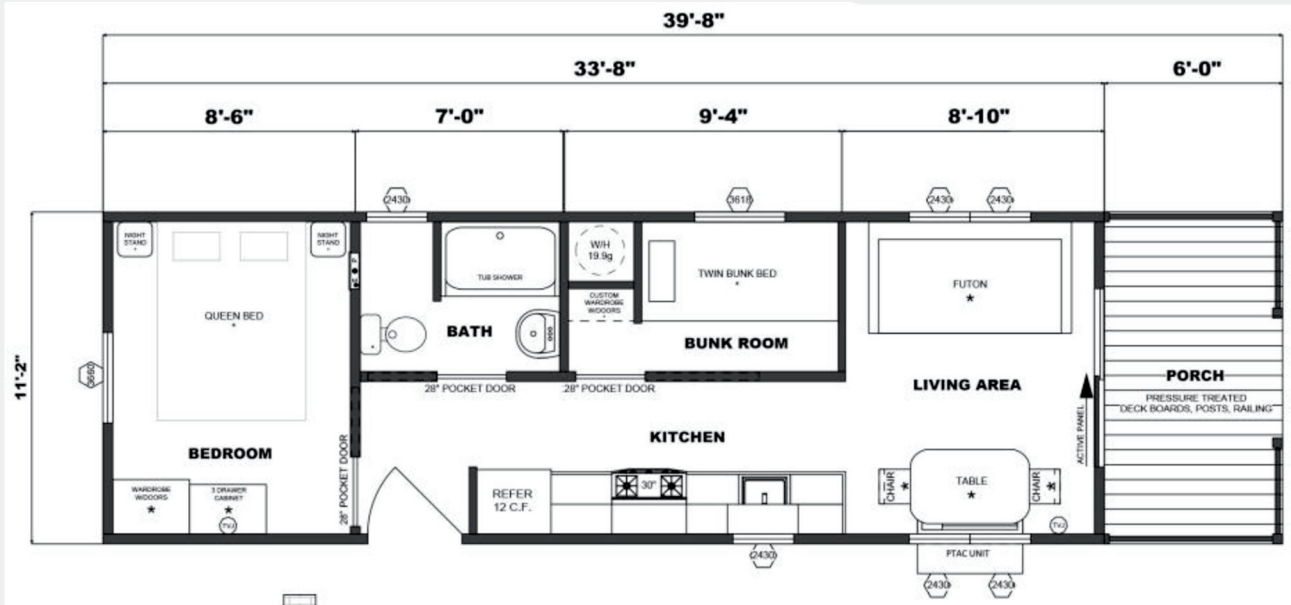 39'-8"
33'-8"
6'-0"
8'-6"
7'-0"
9'-4"
8'-10"
2430
3618
2430
2430
NIGHT
STAND
NIGHT
STAND
W/H
19.9g
TUB SHOWER
TWIN BUNK BED
FUTON
CUSTOM
WARDROBE
W/DOORS
QUEEN BED
BATH
BUNK ROOM
11'-2"
3660
28" POCKET DOOR
28" POCKET DOOR
LIVING AREA
PORCH
PRESSURE TREATED
DECK BOARDS, POSTS, RAILING
ACTIVE PANEL
KITCHEN
BEDROOM
28" POCKET DOOR
WARDROBE
W/DOORS
3 DRAWER
CABINET
TVJ
REFER
12 C.F.
30"
CHAIR
TABLE
CHAIR
TVJ
2430
PTAC UNIT
2430
2430